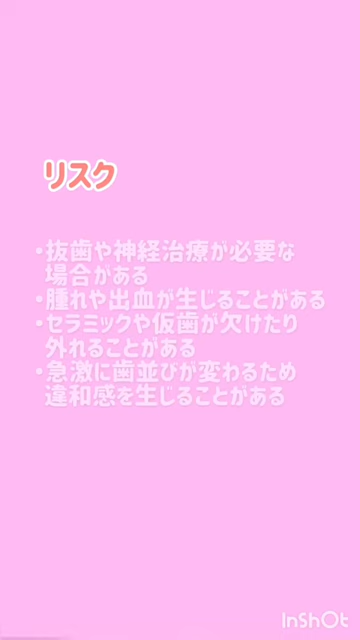 リスク
・抜歯や神経治療が必要な
場合がある
・腫れや出血が生じることがある
・セラミックや仮歯が欠けたり
外れることがある
・急激に歯並びが変わるため
違和感を生じることがある
InShOt